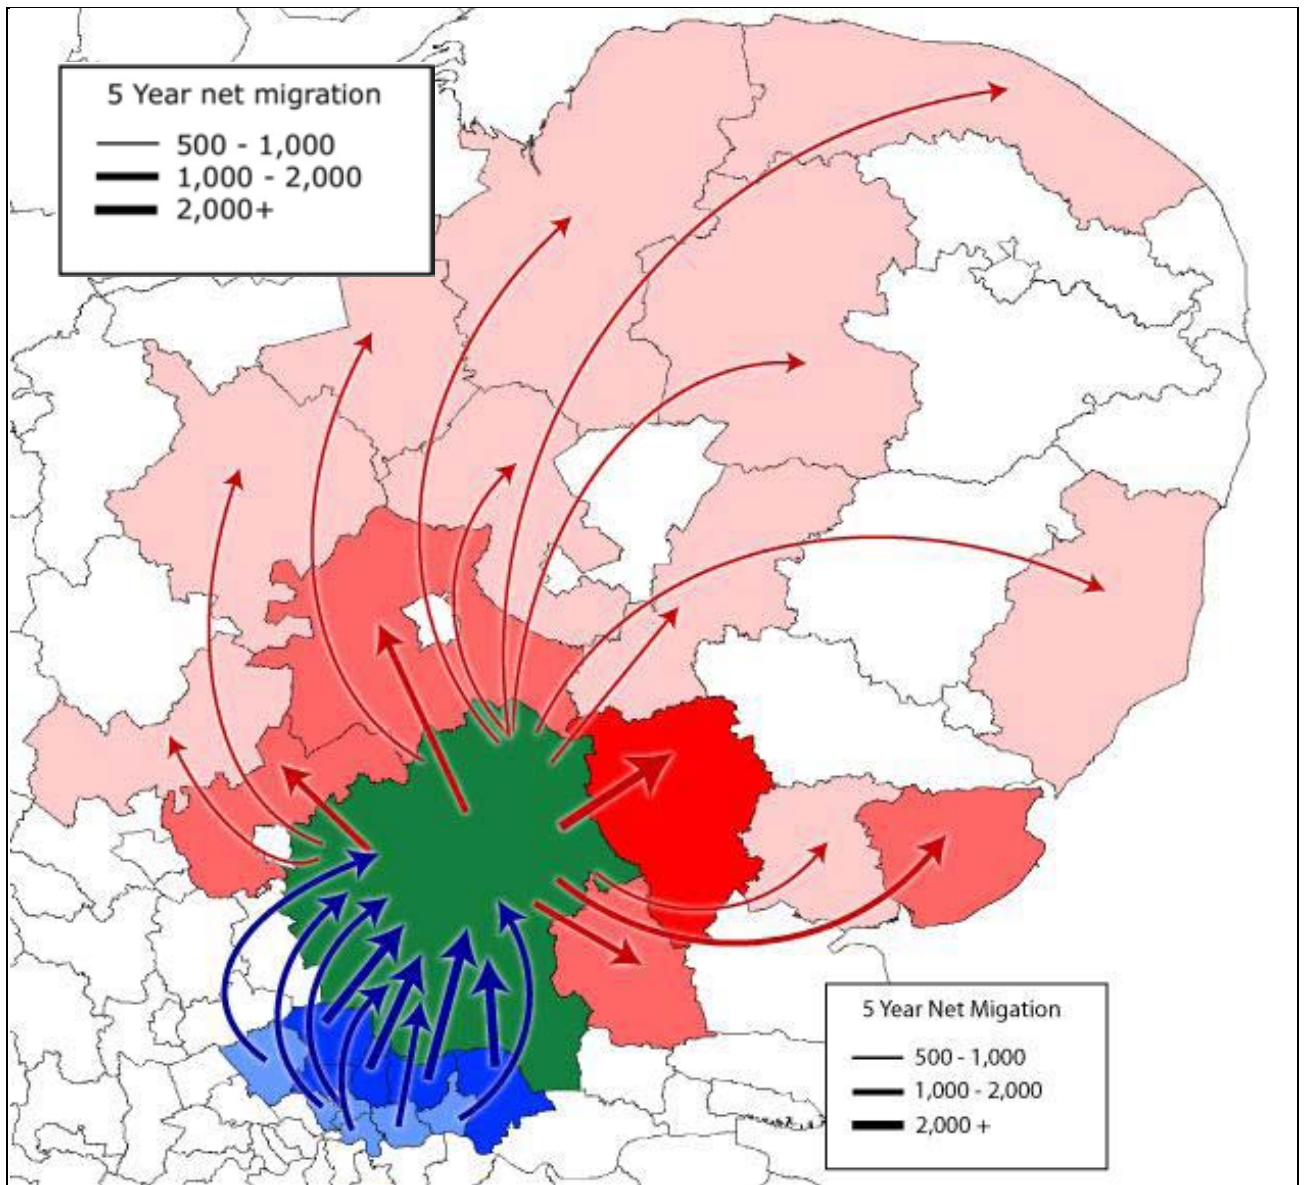 5 Year net migration
500 - 1,000
1,000 - 2,000
2,000+
5 Year Net Migation
500 - 1,000
1,000 - 2,000
2,000 +